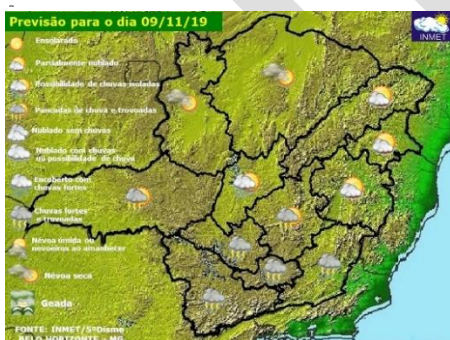 Previsão para o dia 09/11/19
INMET
Ensolarado
Parcialmente nublado
Possibilidade de chuvas isoladas
Pancadas de chuva e trovoadas
Nublado sem chuvas
Nublado com chuvas
ou possibilidade de chuva
Encoberto com
chuvas fortes
Chuvas fortes
e trovoadas
Névoa úmida ou
nevoeiros ao amanhecer
Névoa seca
Geada
FONTE: INMET/5ºDisme
BELO HORIZONTE - MG